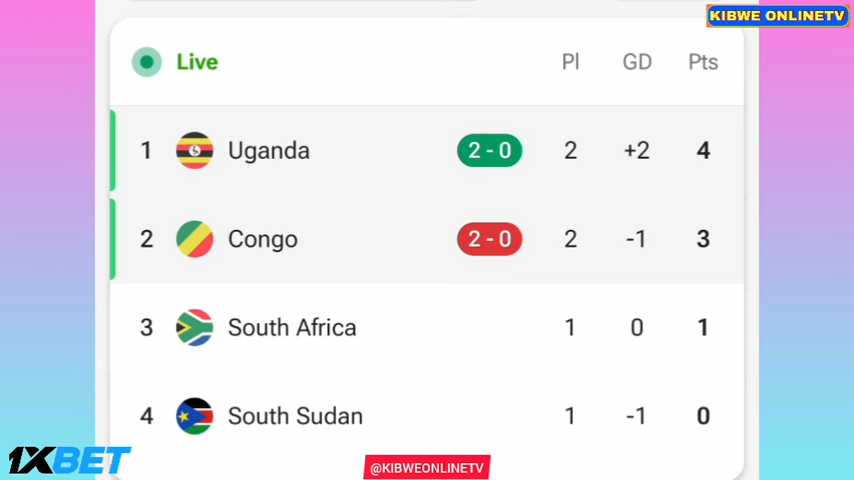 KIBWE ONLINETV
Live Pl GD Pts
1 Uganda 2 - 0 2 +2 4
2 Congo 2 - 0 2 -1 3
3 South Africa 1 0 1
4 South Sudan 1 -1 0
1XBET
@KIBWEONLINETV